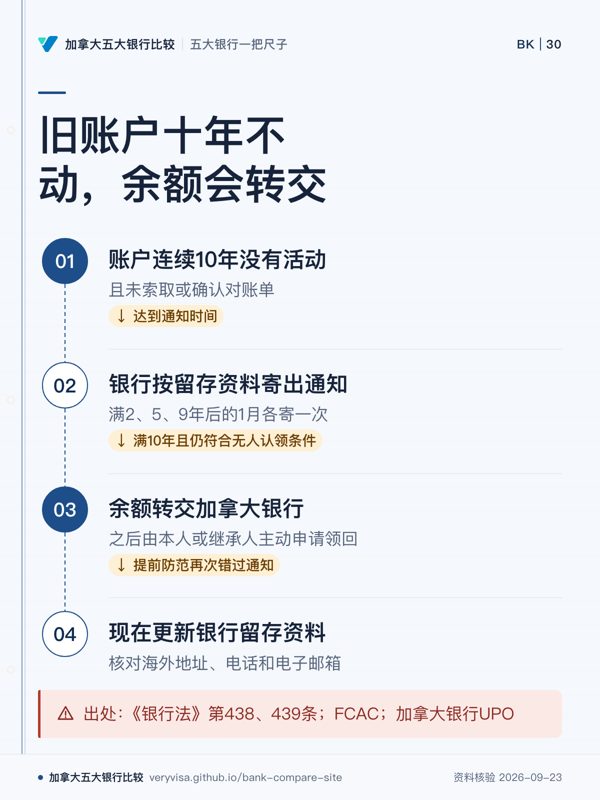 加拿大五大银行比较 五大银行一把尺子 BK | 30
旧账户十年不
动，余额会转交
01 账户连续10年没有活动
且未索取或确认对账单
↓ 达到通知时间
02 银行按留存资料寄出通知
满2、5、9年后的1月各寄一次
↓ 满10年且仍符合无人认领条件
03 余额转交加拿大银行
之后由本人或继承人主动申请领回
↓ 提前防范再次错过通知
04 现在更新银行留存资料
核对海外地址、电话和电子邮箱
出处：《银行法》第438、439条；FCAC；加拿大银行UPO
加拿大五大银行比较 veryvisa.github.io/bank-compare-site 资料核验 2026-09-23